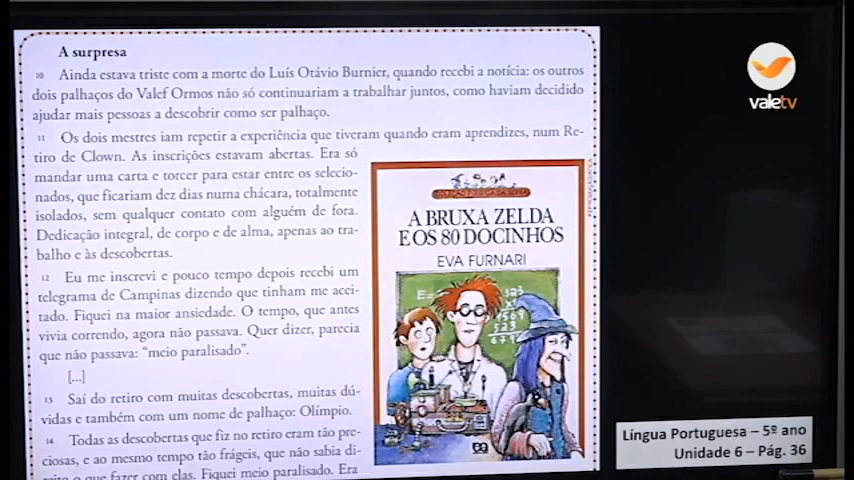 A surpresa
10 Ainda estava triste com a morte do Luís Otávio Burnier, quando recebi a notícia: os outros
dois palhaços do Valef Ormos não só continuariam a trabalhar juntos, como haviam decidido
ajudar mais pessoas a descobrir como ser palhaço.
11 Os dois mestres iam repetir a experiência que tiveram quando eram aprendizes, num Re-
tiro de Clown. As inscrições estavam abertas. Era só
mandar uma carta e torcer para estar entre os selecio-
nados, que ficariam dez dias numa chácara, totalmente
isolados, sem qualquer contato com alguém de fora.
Dedicação integral, de corpo e de alma, apenas ao tra-
balho e às descobertas.
12 Eu me inscrevi e pouco tempo depois recebi um
telegrama de Campinas dizendo que tinham me acei-
tado. Fiquei na maior ansiedade. O tempo, que antes
vivia correndo, agora não passava. Quer dizer, parecia
que não passava: “meio paralisado”.
[...]
13 Saí do retiro com muitas descobertas, muitas dú-
vidas e também com um nome de palhaço: Olímpio.
14 Todas as descobertas que fiz no retiro eram tão pre-
ciosas, e ao mesmo tempo tão frágeis, que não sabia di-
reito o que fazer com elas. Fiquei meio paralisado. Era
A BRUXA ZELDA
E OS 80 DOCINHOS
EVA FURNARI
valetv
Língua Portuguesa – 5º ano
Unidade 6 – Pág. 36